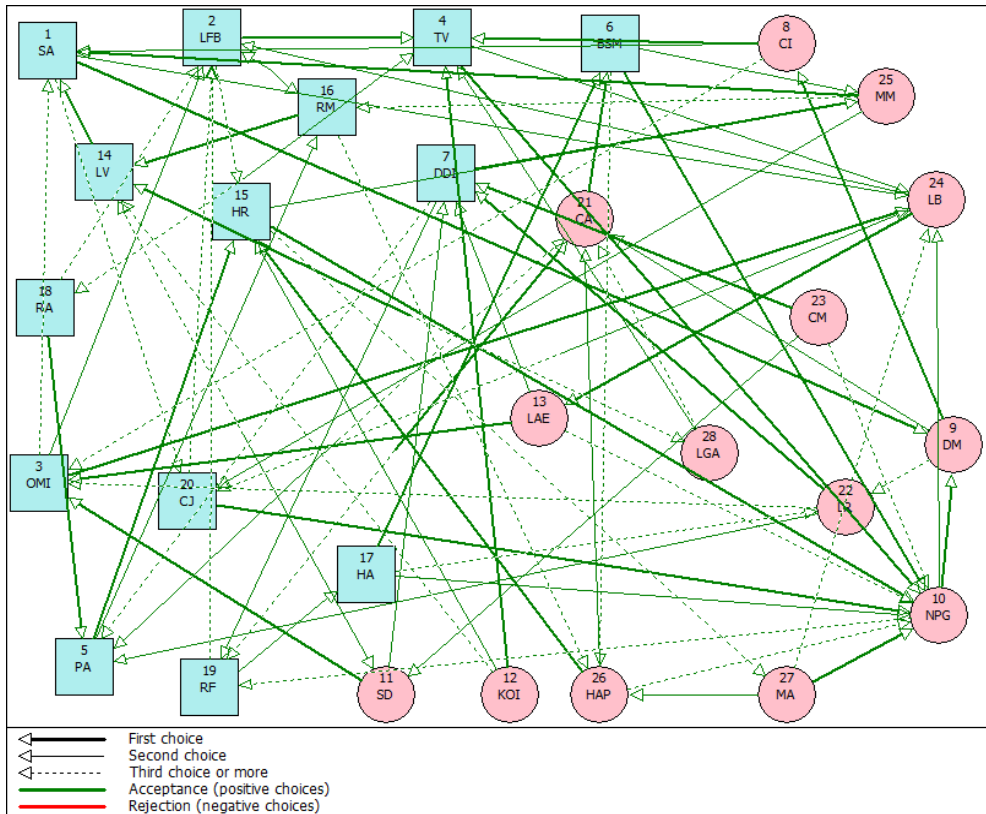 1
SA
2
LFB
4
TV
6
BSM
8
CI
25
MM
16
RM
14
LV
7
DDI
15
HR
21
CA
24
LB
18
RA
23
CM
13
LAE
28
LGA
9
DM
3
OMI
20
CJ
22
LR
17
HA
10
NPG
5
PA
19
RF
11
SD
12
KOI
26
HAP
27
MA
First choice
Second choice
Third choice or more
Acceptance (positive choices)
Rejection (negative choices)